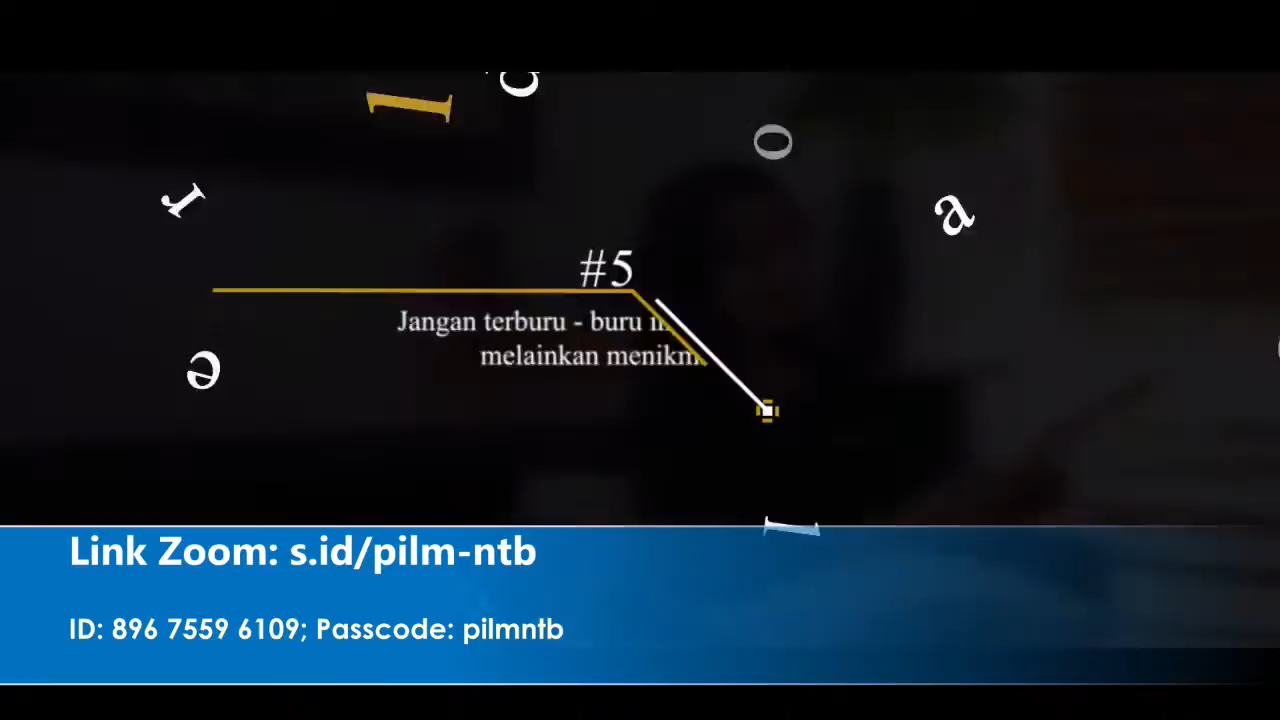 #5
Jangan terburu - buru
melainkan
Link Zoom: s.id/pilm-ntb
ID: 896 7559 6109; Passcode: pilmntb